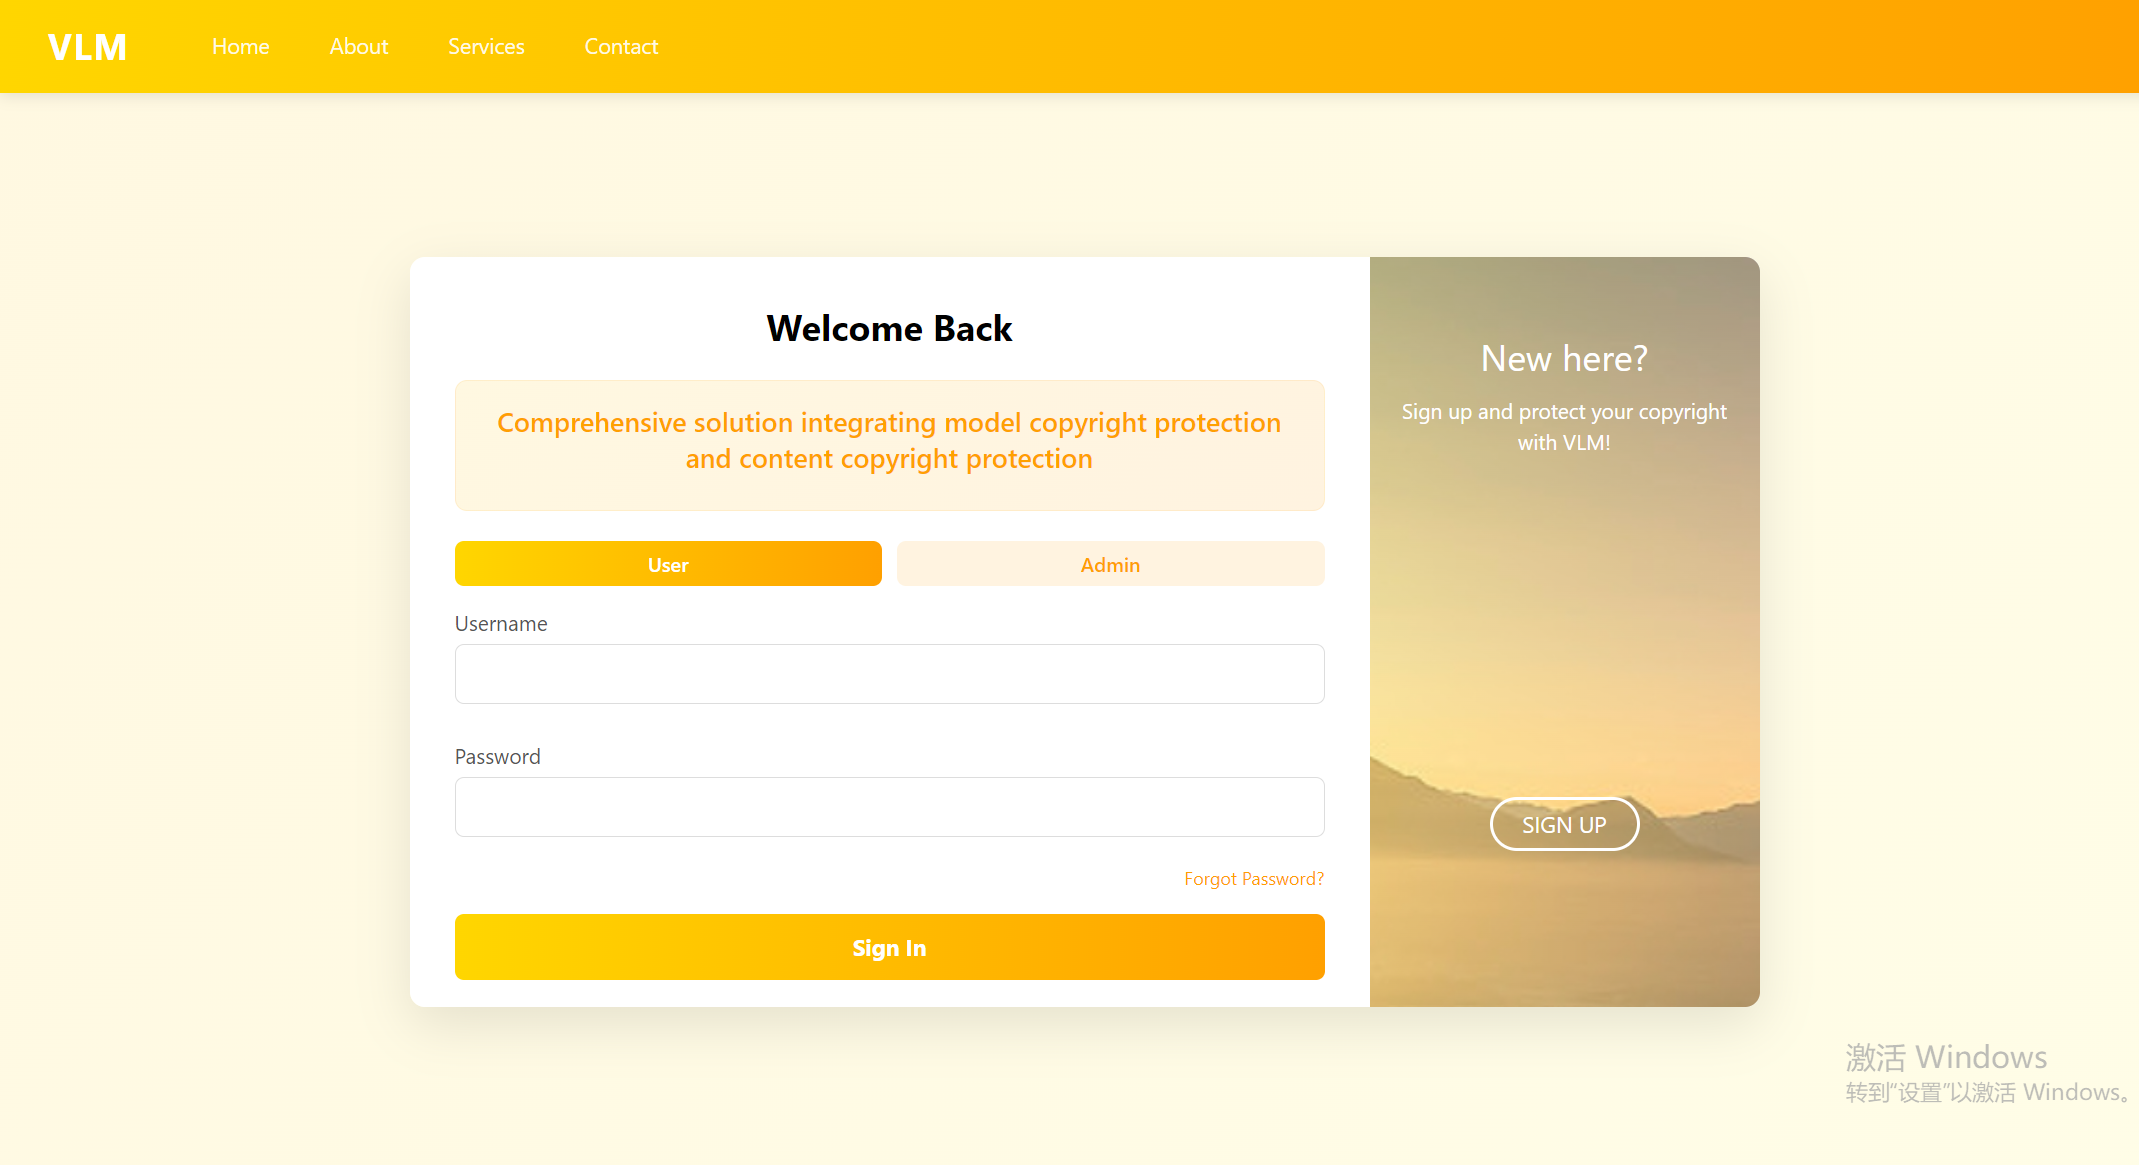 VLM
Home
About
Services
Contact
Welcome Back
Comprehensive solution integrating model copyright protection
and content copyright protection
User
Admin
Username
Password
Forgot Password?
Sign In
New here?
Sign up and protect your copyright
with VLM!
SIGN UP
激活 Windows
转到“设置”以激活 Windows。